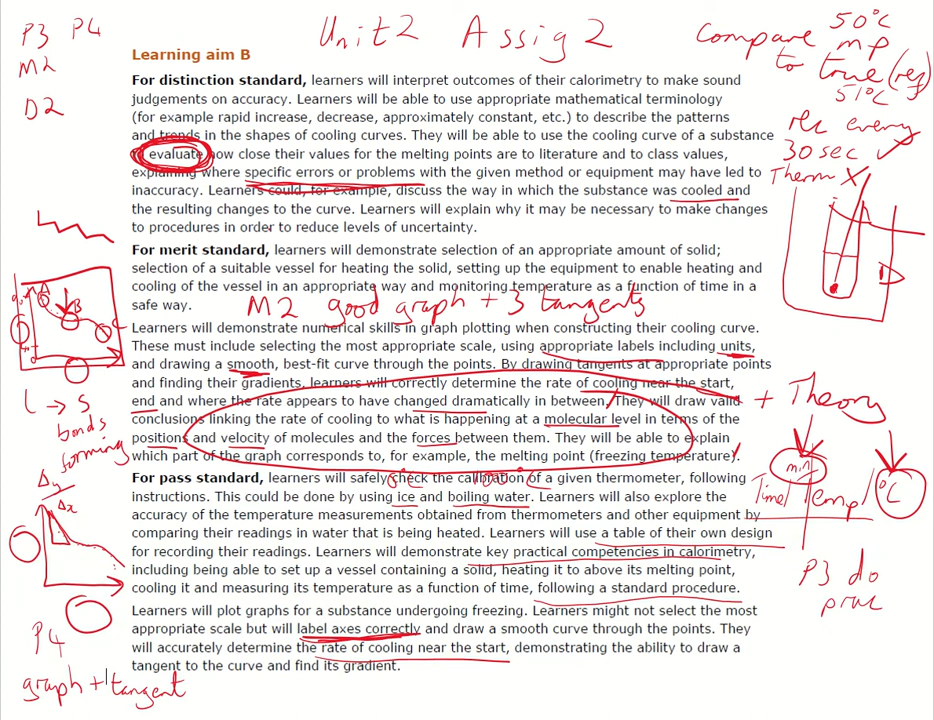 P3 P4
M2
D2
Unit 2 Assig 2
Compare 50°C
mp
to true (ref)
51°C
rec every
30 sec
Therm
Learning aim B
For distinction standard, learners will interpret outcomes of their calorimetry to make sound
judgements on accuracy. Learners will be able to use appropriate mathematical terminology
(for example rapid increase, decrease, approximately constant, etc.) to describe the patterns
and trends in the shapes of cooling curves. They will be able to use the cooling curve of a substance
evaluate how close their values for the melting points are to literature and to class values,
explaining where specific errors or problems with the given method or equipment may have led to
inaccuracy. Learners could, for example, discuss the way in which the substance was cooled and
the resulting changes to the curve. Learners will explain why it may be necessary to make changes
to procedures in order to reduce levels of uncertainty.
For merit standard, learners will demonstrate selection of an appropriate amount of solid;
selection of a suitable vessel for heating the solid, setting up the equipment to enable heating and
cooling of the vessel in an appropriate way and monitoring temperature as a function of time in a
safe way.
M2 good graph + 3 tangents
Learners will demonstrate numerical skills in graph plotting when constructing their cooling curve.
These must include selecting the most appropriate scale, using appropriate labels including units,
and drawing a smooth, best-fit curve through the points. By drawing tangents at appropriate points
and finding their gradients, learners will correctly determine the rate of cooling near the start,
end and where the rate appears to have changed dramatically in between. They will draw valid
conclusions linking the rate of cooling to what is happening at a molecular level in terms of the
positions and velocity of molecules and the forces between them. They will be able to explain
which part of the graph corresponds to, for example, the melting point (freezing temperature).
+ Theory
A
B
C
l → s
bonds
forming
Δy
Δx
For pass standard, learners will safely check the calibration of a given thermometer, following
instructions. This could be done by using ice and boiling water. Learners will also explore the
accuracy of the temperature measurements obtained from thermometers and other equipment by
comparing their readings in water that is being heated. Learners will use a table of their own design
for recording their readings. Learners will demonstrate key practical competencies in calorimetry,
including being able to set up a vessel containing a solid, heating it to above its melting point,
cooling it and measuring its temperature as a function of time, following a standard procedure.
min
Time/ Temp/ °C
P3 do
prac
Learners will plot graphs for a substance undergoing freezing. Learners might not select the most
appropriate scale but will label axes correctly and draw a smooth curve through the points. They
will accurately determine the rate of cooling near the start, demonstrating the ability to draw a
tangent to the curve and find its gradient.
P4
graph + 1 tangent